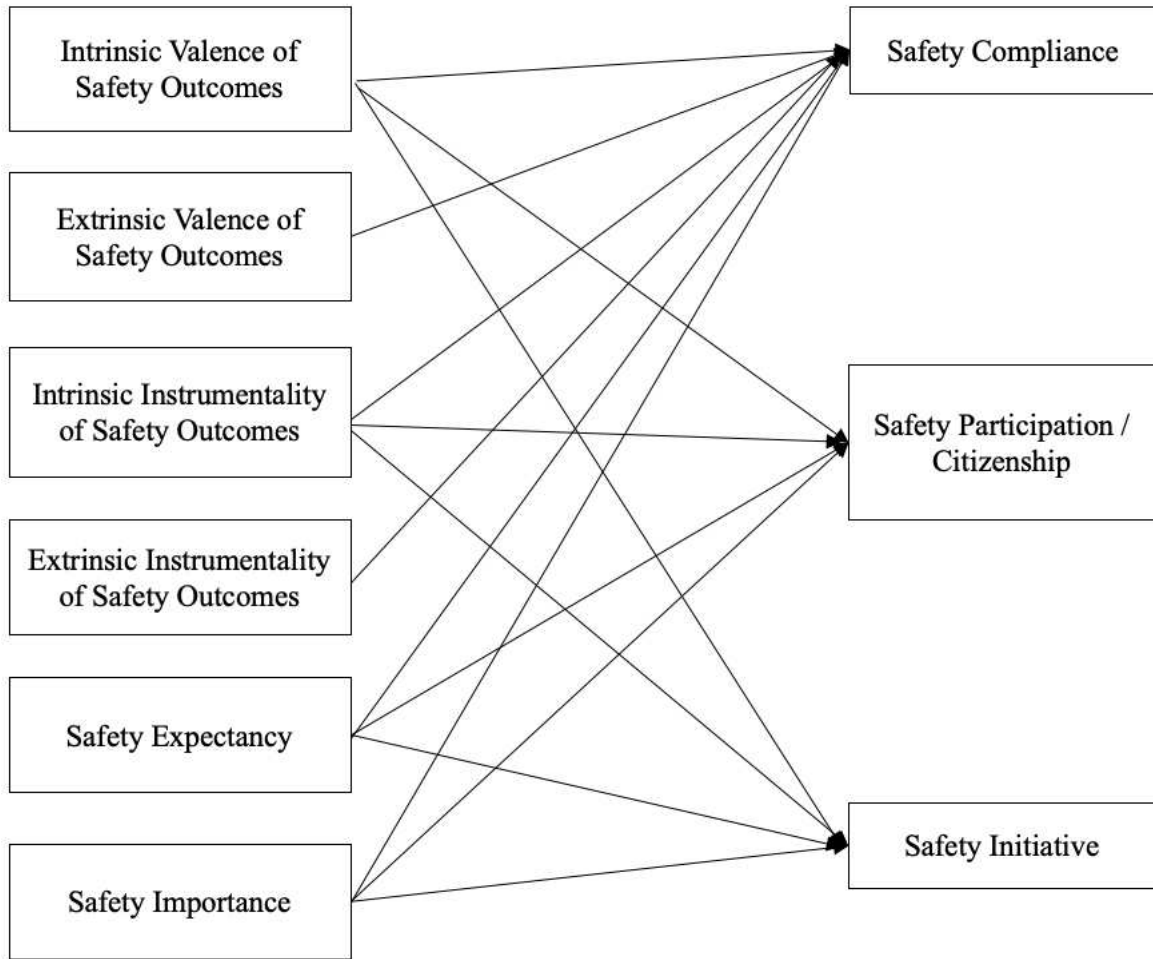 Intrinsic Valence of
Safety Outcomes
Extrinsic Valence of
Safety Outcomes
Intrinsic Instrumentality
of Safety Outcomes
Extrinsic Instrumentality
of Safety Outcomes
Safety Expectancy
Safety Importance
Safety Compliance
Safety Participation /
Citizenship
Safety Initiative